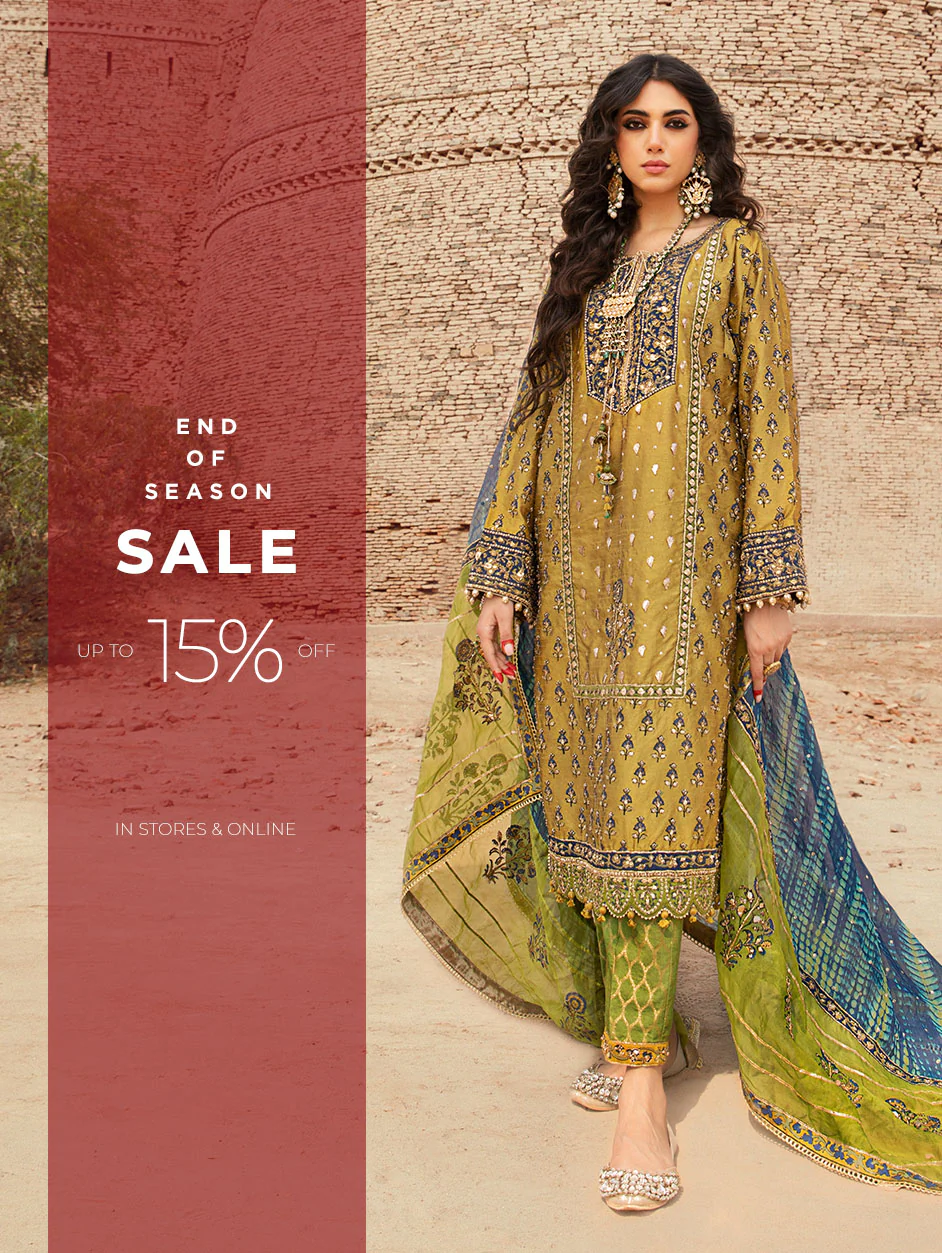 END
OF
SEASON
SALE
UP TO 15% OFF
IN STORES & ONLINE